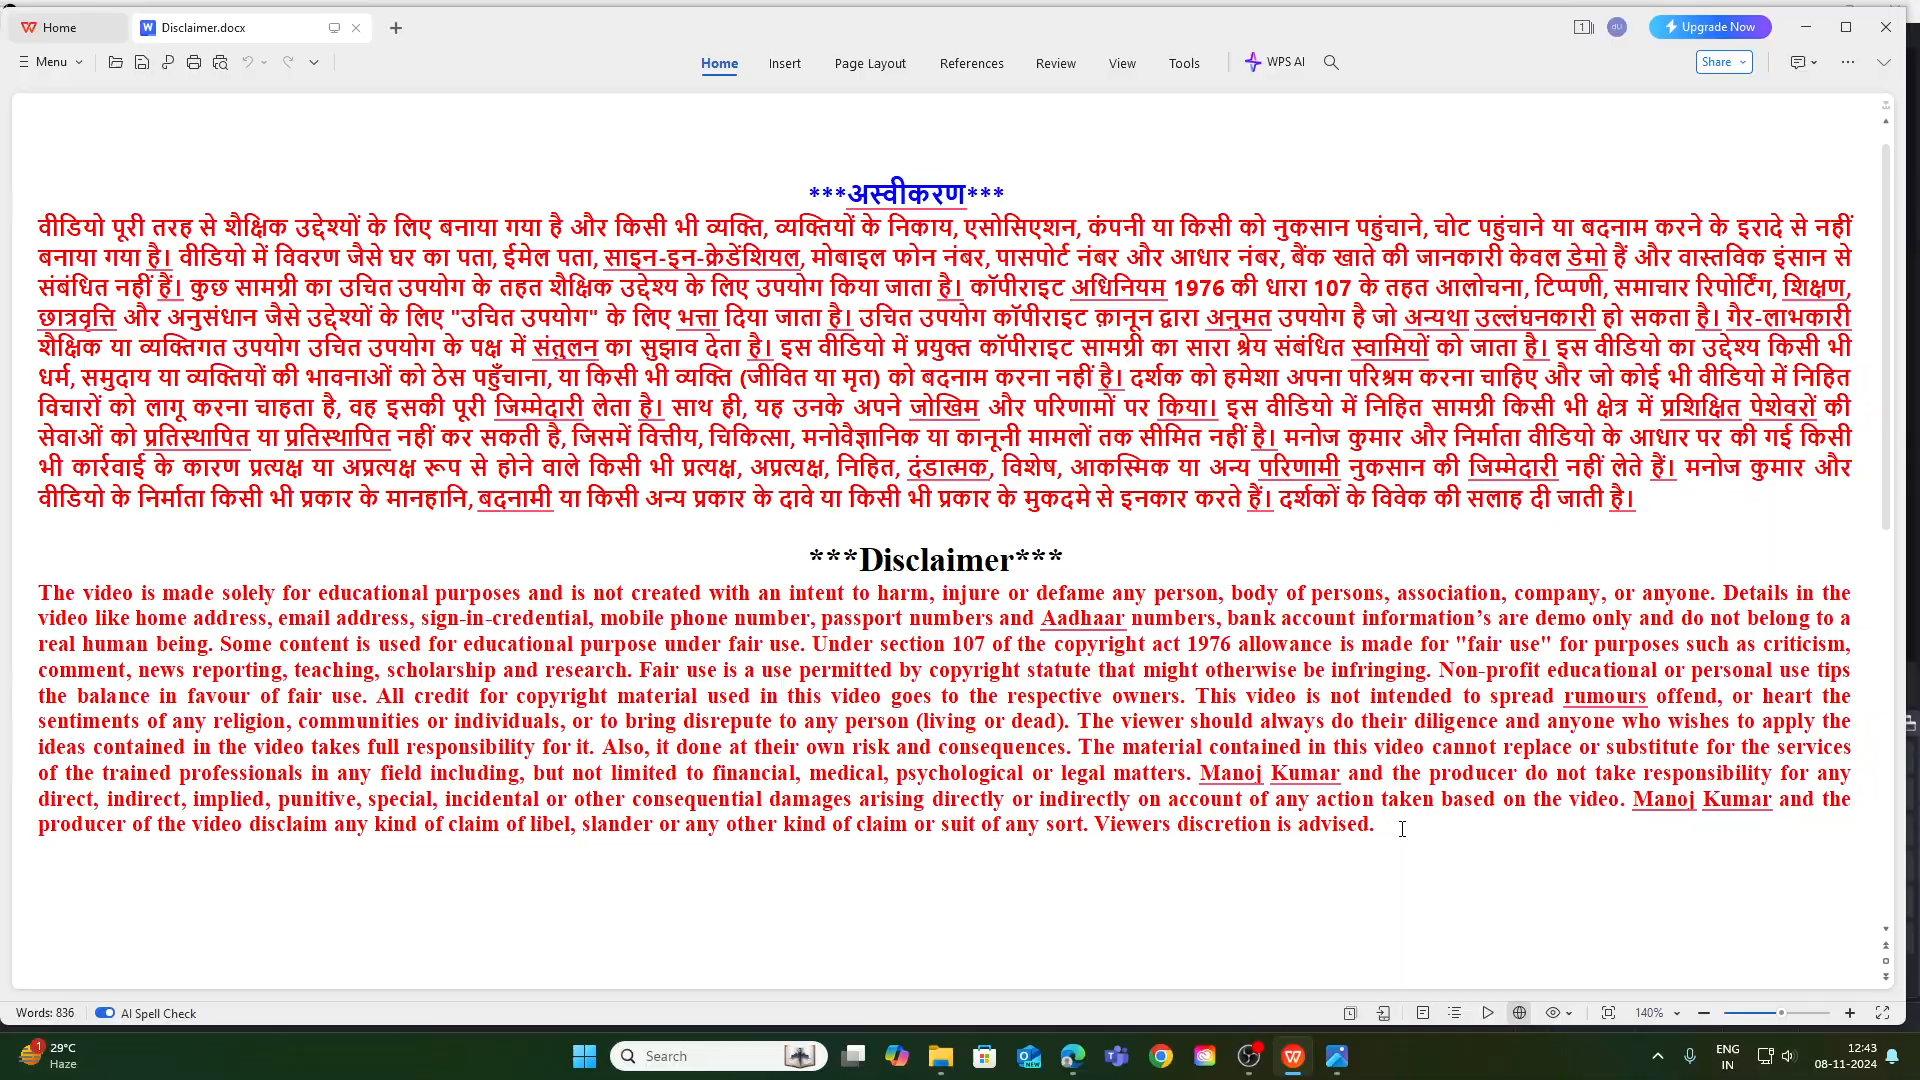 Home
Disclaimer.docx
1
dU
Upgrade Now
Menu
Home
Insert
Page Layout
References
Review
View
Tools
WPS AI
Share
***अस्वीकरण***
वीडियो पूरी तरह से शैक्षिक उद्देश्यों के लिए बनाया गया है और किसी भी व्यक्ति, व्यक्तियों के निकाय, एसोसिएशन, कंपनी या किसी को नुकसान पहुंचाने, चोट पहुंचाने या बदनाम करने के इरादे से नहीं
बनाया गया है। वीडियो में विवरण जैसे घर का पता, ईमेल पता, साइन-इन-क्रेडेंशियल, मोबाइल फोन नंबर, पासपोर्ट नंबर और आधार नंबर, बैंक खाते की जानकारी केवल डेमो हैं और वास्तविक इंसान से
संबंधित नहीं हैं। कुछ सामग्री का उचित उपयोग के तहत शैक्षिक उद्देश्य के लिए उपयोग किया जाता है। कॉपीराइट अधिनियम 1976 की धारा 107 के तहत आलोचना, टिप्पणी, समाचार रिपोर्टिंग, शिक्षण,
छात्रवृत्ति और अनुसंधान जैसे उद्देश्यों के लिए "उचित उपयोग" के लिए भत्ता दिया जाता है। उचित उपयोग कॉपीराइट क़ानून द्वारा अनुमत उपयोग है जो अन्यथा उल्लंघनकारी हो सकता है। गैर-लाभकारी
शैक्षिक या व्यक्तिगत उपयोग उचित उपयोग के पक्ष में संतुलन का सुझाव देता है। इस वीडियो में प्रयुक्त कॉपीराइट सामग्री का सारा श्रेय संबंधित स्वामियों को जाता है। इस वीडियो का उद्देश्य किसी भी
धर्म, समुदाय या व्यक्तियों की भावनाओं को ठेस पहुँचाना, या किसी भी व्यक्ति (जीवित या मृत) को बदनाम करना नहीं है। दर्शक को हमेशा अपना परिश्रम करना चाहिए और जो कोई भी वीडियो में निहित
विचारों को लागू करना चाहता है, वह इसकी पूरी जिम्मेदारी लेता है। साथ ही, यह उनके अपने जोखिम और परिणामों पर किया। इस वीडियो में निहित सामग्री किसी भी क्षेत्र में प्रशिक्षित पेशेवरों की
सेवाओं को प्रतिस्थापित या प्रतिस्थापित नहीं कर सकती है, जिसमें वित्तीय, चिकित्सा, मनोवैज्ञानिक या कानूनी मामलों तक सीमित नहीं है। मनोज कुमार और निर्माता वीडियो के आधार पर की गई किसी
भी कार्रवाई के कारण प्रत्यक्ष या अप्रत्यक्ष रूप से होने वाले किसी भी प्रत्यक्ष, अप्रत्यक्ष, निहित, दंडात्मक, विशेष, आकस्मिक या अन्य परिणामी नुकसान की जिम्मेदारी नहीं लेते हैं। मनोज कुमार और
वीडियो के निर्माता किसी भी प्रकार के मानहानि, बदनामी या किसी अन्य प्रकार के दावे या किसी भी प्रकार के मुकदमे से इनकार करते हैं। दर्शकों के विवेक की सलाह दी जाती है।
***Disclaimer***
The video is made solely for educational purposes and is not created with an intent to harm, injure or defame any person, body of persons, association, company, or anyone. Details in the
video like home address, email address, sign-in-credential, mobile phone number, passport numbers and Aadhaar numbers, bank account information’s are demo only and do not belong to a
real human being. Some content is used for educational purpose under fair use. Under section 107 of the copyright act 1976 allowance is made for "fair use" for purposes such as criticism,
comment, news reporting, teaching, scholarship and research. Fair use is a use permitted by copyright statute that might otherwise be infringing. Non-profit educational or personal use tips
the balance in favour of fair use. All credit for copyright material used in this video goes to the respective owners. This video is not intended to spread rumours offend, or heart the
sentiments of any religion, communities or individuals, or to bring disrepute to any person (living or dead). The viewer should always do their diligence and anyone who wishes to apply the
ideas contained in the video takes full responsibility for it. Also, it done at their own risk and consequences. The material contained in this video cannot replace or substitute for the services
of the trained professionals in any field including, but not limited to financial, medical, psychological or legal matters. Manoj Kumar and the producer do not take responsibility for any
direct, indirect, implied, punitive, special, incidental or other consequential damages arising directly or indirectly on account of any action taken based on the video. Manoj Kumar and the
producer of the video disclaim any kind of claim of libel, slander or any other kind of claim or suit of any sort. Viewers discretion is advised.
Words: 836
AI Spell Check
140%
1
29°C
Haze
Search
ENG
IN
12:43
08-11-2024